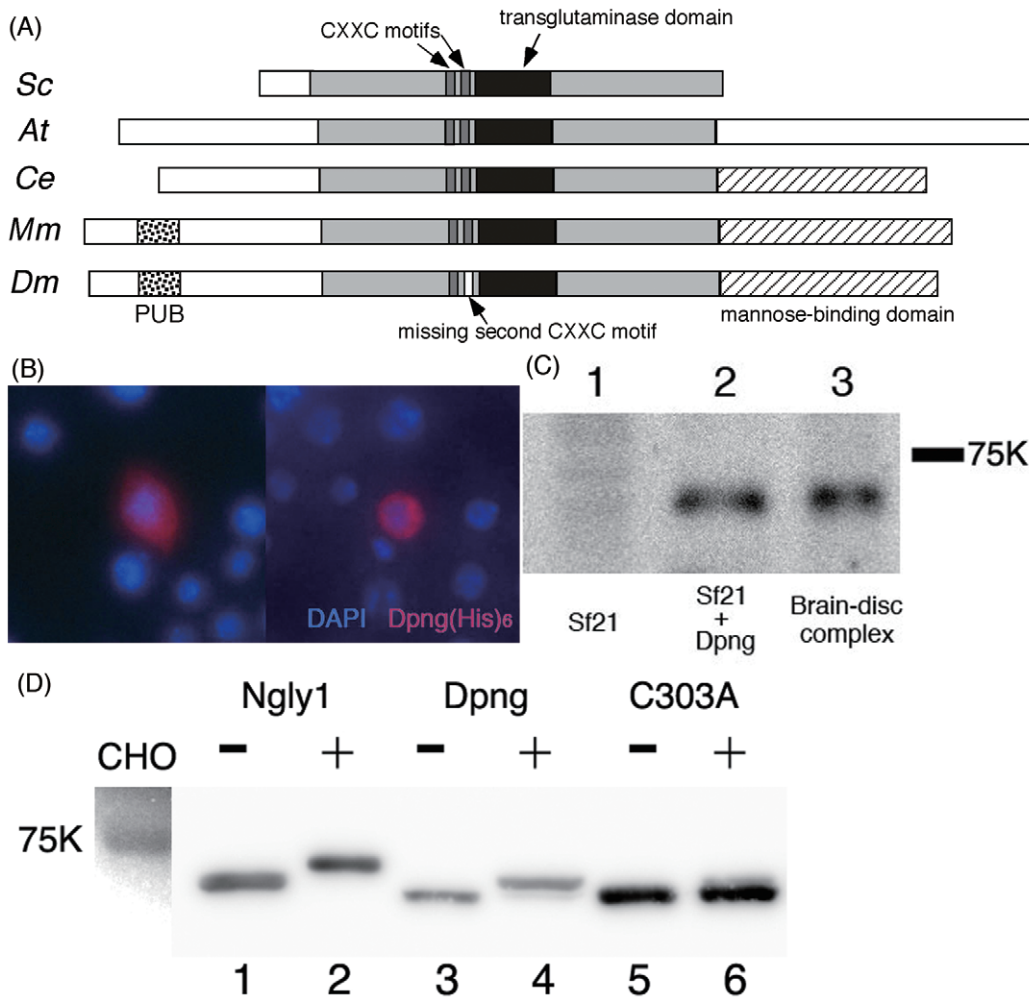 (A)
CXXC motifs
transglutaminase domain
Sc
At
Ce
Mm
Dm
PUB
missing second CXXC motif
mannose-binding domain
(B)
DAPI Dpng(His)6
(C)
1 2 3
75K
Sf21
Sf21
+
Dpng
Brain-disc
complex
(D)
Ngly1 Dpng C303A
CHO - + - + - +
75K
1 2 3 4 5 6